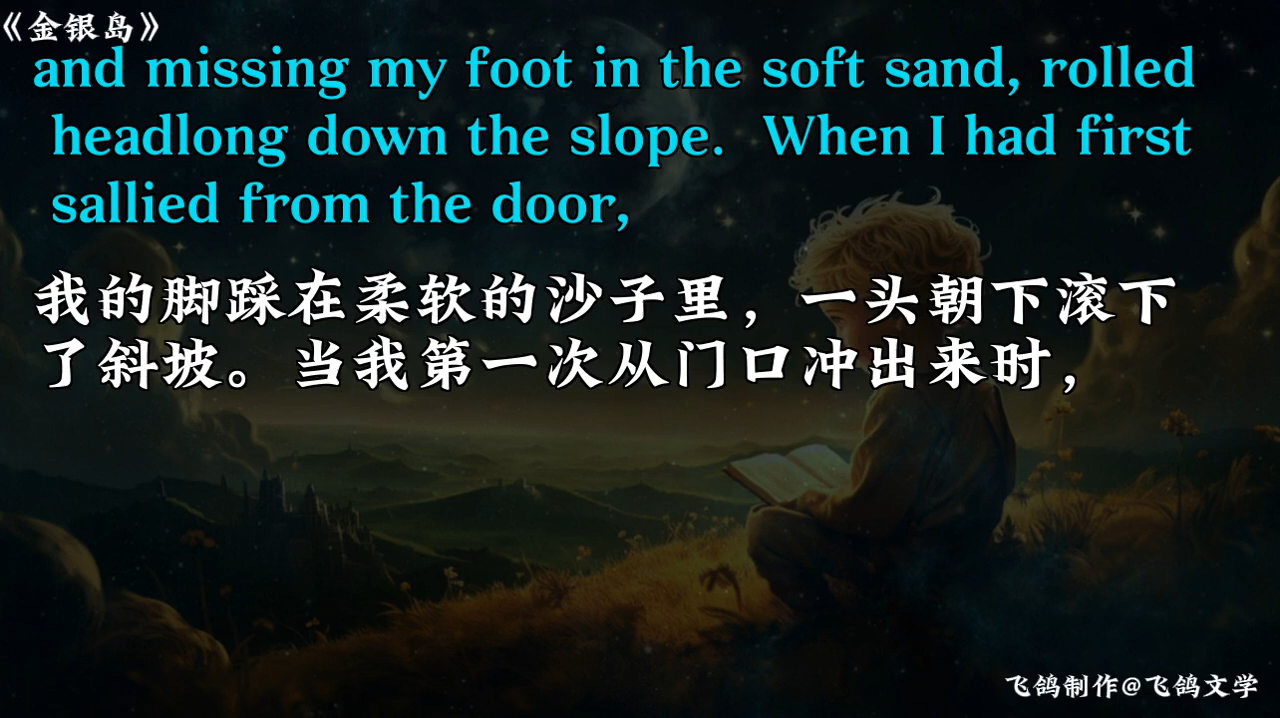 《金银岛》
and missing my foot in the soft sand, rolled
headlong down the slope.  When I had first
sallied from the door,
我的脚踩在柔软的沙子里，一头朝下滚下
了斜坡。当我第一次从门口冲出来时，
飞鸽制作@飞鸽文学